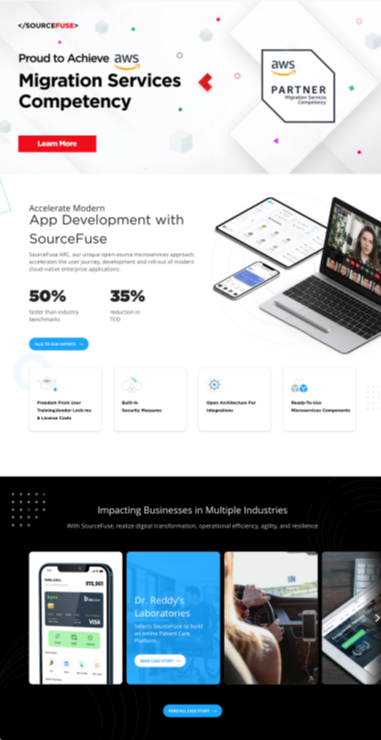 </SOURCEFUSE>
Proud to Achieve aws
Migration Services
Competency
Learn More
aws
PARTNER
Migration Services
Competency
Accelerate Modern
App Development with
SourceFuse
SourceFuse ARC, our unique open-source microservices approach,
accelerates the user journey, development and roll-out of modern
cloud-native enterprise applications.
50%
35%
faster than industry
benchmarks
reduction in
TCO
TALK TO OUR EXPERTS
Freedom From User
Training,Vendor Lock-Ins
& License Costs
Built-In
Security Measures
Open Architecture For
Integrations
Ready-To-Use
Microservices Components
Impacting Businesses in Multiple Industries
With SourceFuse, realize digital transformation, operational efficiency, agility, and resilience
VISA
Dr. Reddy's
Laboratories
Selects SourceFuse to build
an online Patient Care
Platform.
READ CASE STUDY
READ ALL CASE STUDY